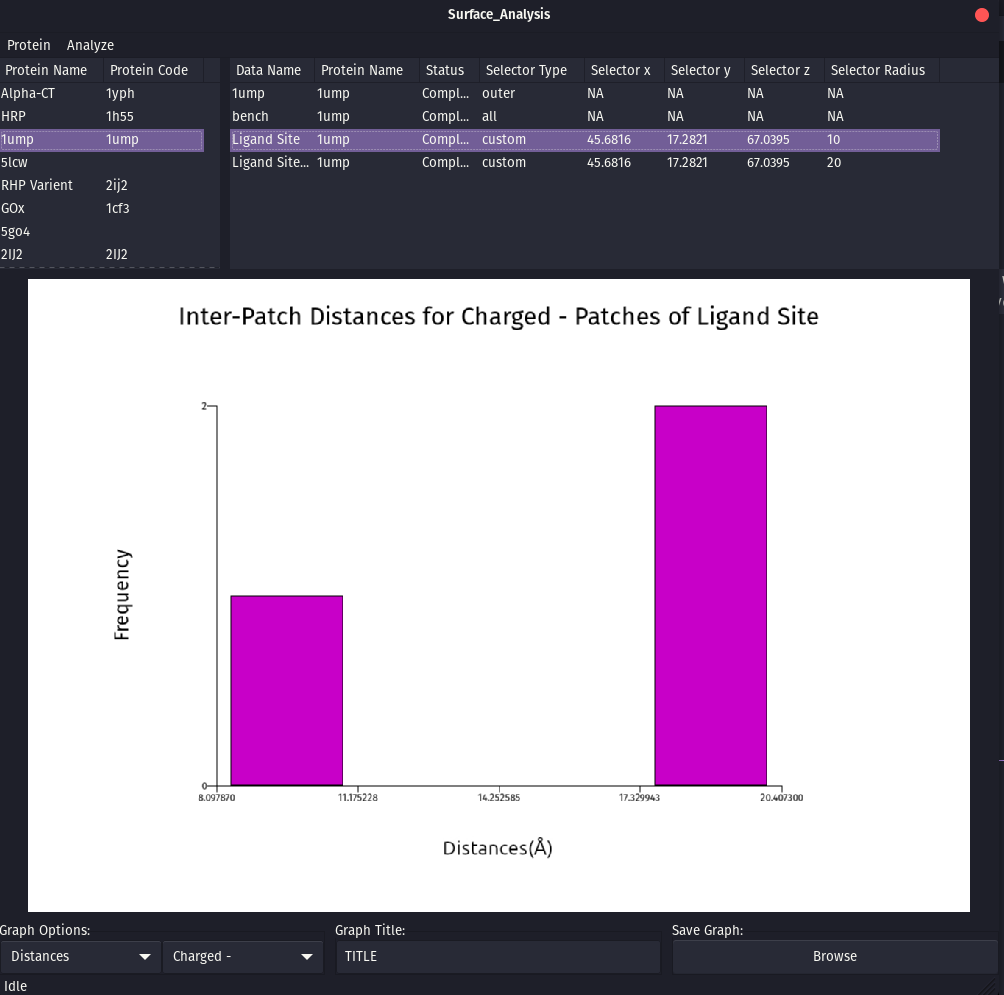 Surface_Analysis
Protein Analyze
Protein Name Protein Code
Alpha-CT 1yph
HRP 1h55
1ump 1ump
5lcw
RHP Varient 2ij2
GOx 1cf3
5go4
2IJ2 2IJ2
Data Name Protein Name Status Selector Type Selector x Selector y Selector z Selector Radius
1ump 1ump Compl... outer NA NA NA NA
bench 1ump Compl... all NA NA NA NA
Ligand Site 1ump Compl... custom 45.6816 17.2821 67.0395 10
Ligand Site... 1ump Compl... custom 45.6816 17.2821 67.0395 20
Inter-Patch Distances for Charged - Patches of Ligand Site
2
Frequency
0
8.097870 11.175228 14.252585 17.329943 20.407300
Distances(Å)
Graph Options: Graph Title: Save Graph:
Distances Charged - TITLE Browse
Idle